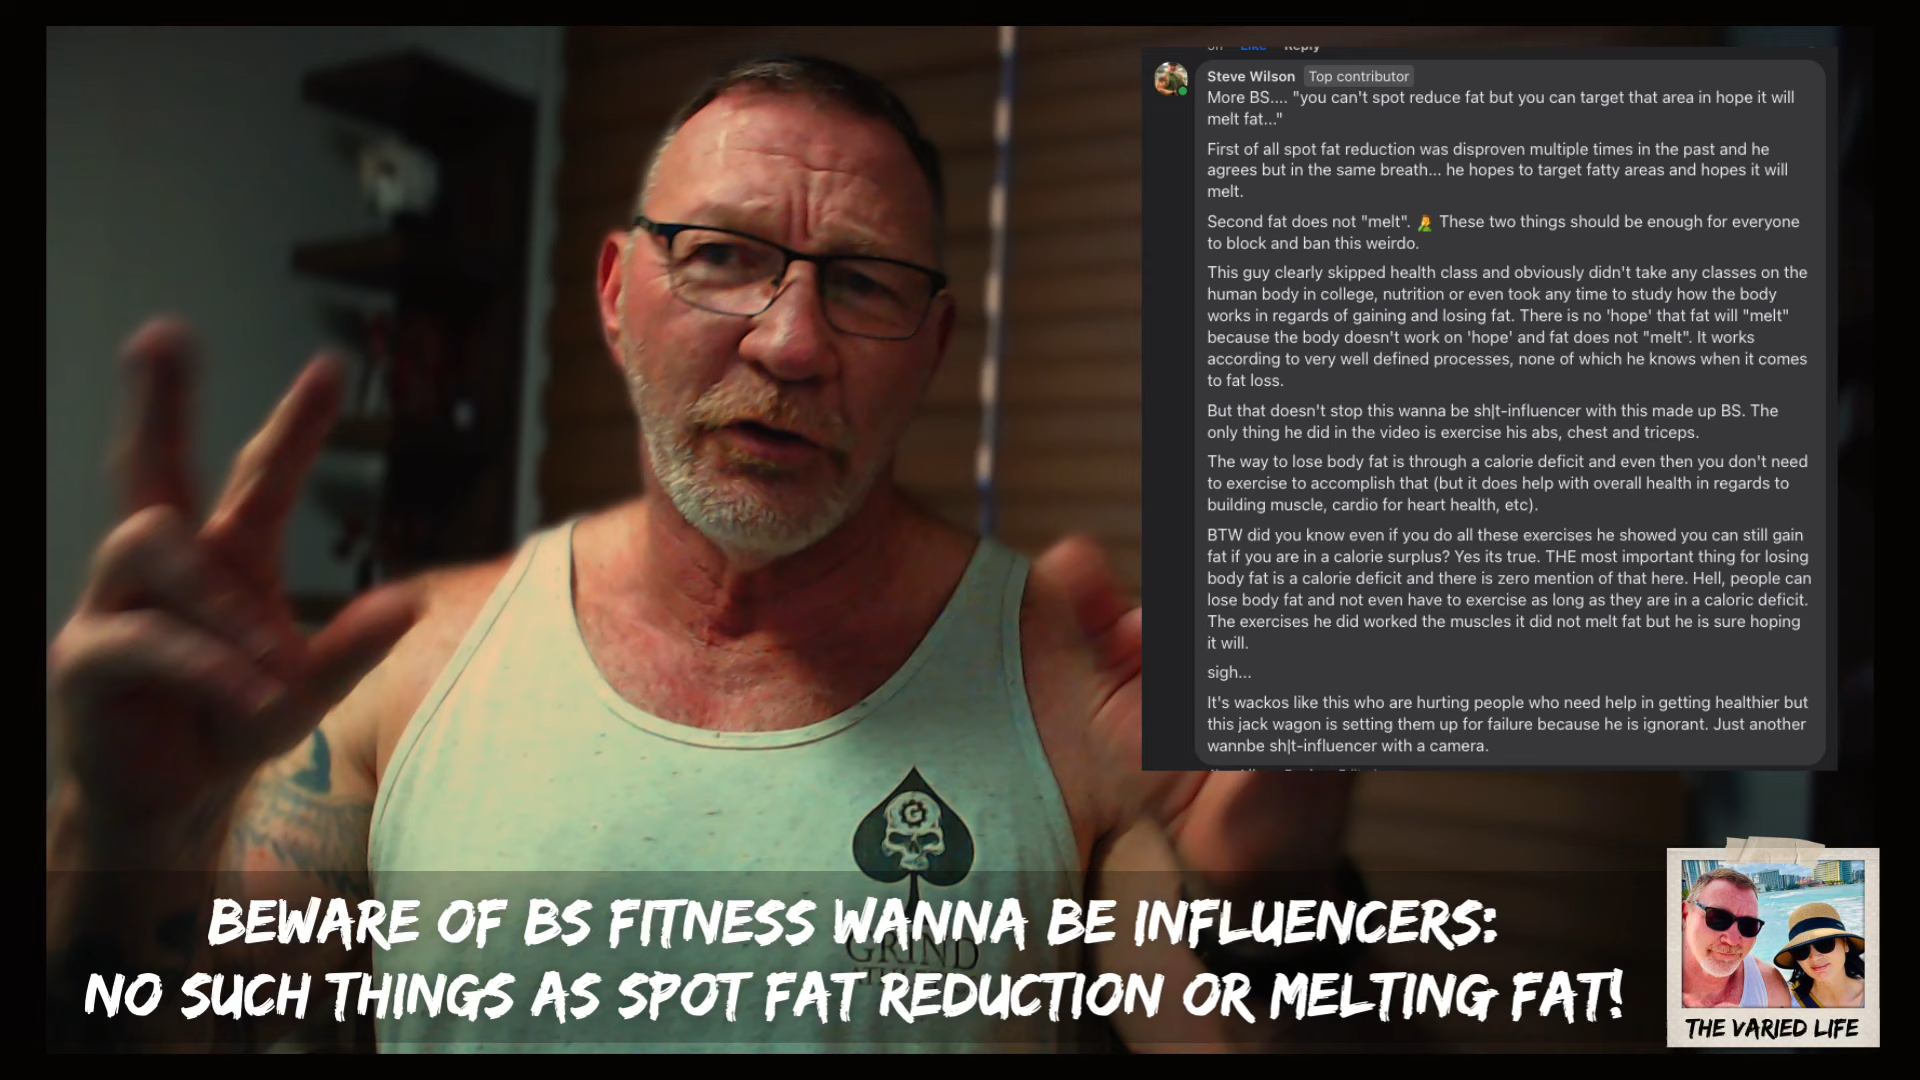 Like Reply
Steve Wilson Top contributor
More BS.... "you can't spot reduce fat but you can target that area in hope it will
melt fat..."
First of all spot fat reduction was disproven multiple times in the past and he
agrees but in the same breath... he hopes to target fatty areas and hopes it will
melt.
Second fat does not "melt". 🤦 These two things should be enough for everyone
to block and ban this weirdo.
This guy clearly skipped health class and obviously didn't take any classes on the
human body in college, nutrition or even took any time to study how the body
works in regards of gaining and losing fat. There is no 'hope' that fat will "melt"
because the body doesn't work on 'hope' and fat does not "melt". It works
according to very well defined processes, none of which he knows when it comes
to fat loss.
But that doesn't stop this wanna be sh|t-influencer with this made up BS. The
only thing he did in the video is exercise his abs, chest and triceps.
The way to lose body fat is through a calorie deficit and even then you don't need
to exercise to accomplish that (but it does help with overall health in regards to
building muscle, cardio for heart health, etc).
BTW did you know even if you do all these exercises he showed you can still gain
fat if you are in a calorie surplus? Yes its true. THE most important thing for losing
body fat is a calorie deficit and there is zero mention of that here. Hell, people can
lose body fat and not even have to exercise as long as they are in a caloric deficit.
The exercises he did worked the muscles it did not melt fat but he is sure hoping
it will.
sigh...
It's wackos like this who are hurting people who need help in getting healthier but
this jack wagon is setting them up for failure because he is ignorant. Just another
wannbe sh|t-influencer with a camera.
G
GRIND
BEWARE OF BS FITNESS WANNA BE INFLUENCERS:
NO SUCH THINGS AS SPOT FAT REDUCTION OR MELTING FAT!
THE VARIED LIFE